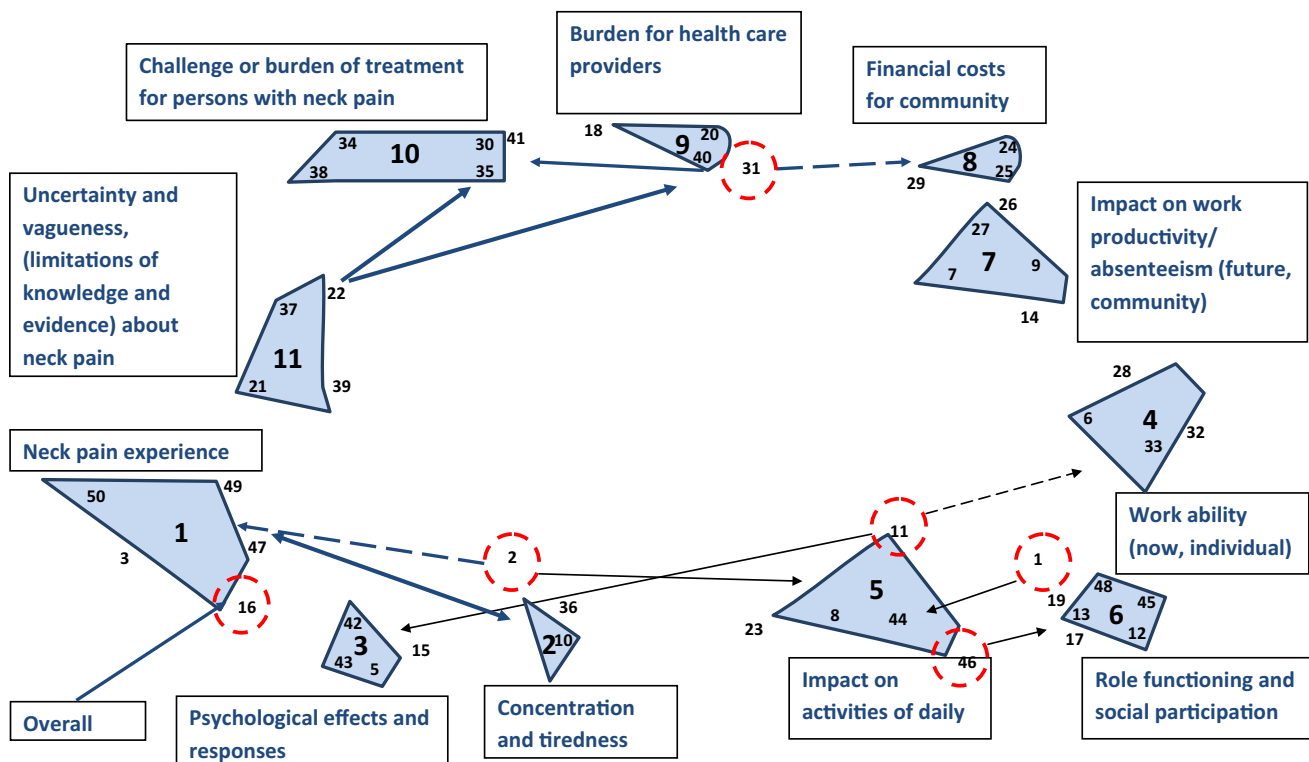 Burden for health care
providers
Challenge or burden of treatment
for persons with neck pain
Financial costs
for community
18
20
9
40
31
34
10
30
41
38
35
24
8
25
29
Uncertainty and
vagueness,
(limitations of
knowledge and
evidence) about
neck pain
26
27
7
7
9
14
Impact on work
productivity/
absenteeism (future,
community)
22
37
11
21
39
28
6
4
33
32
Work ability
(now, individual)
Neck pain experience
50
49
1
3
47
16
2
11
5
8
44
23
46
1
19
48
45
13
6
12
17
42
3
43
5
15
36
2
10
Overall
Psychological effects and
responses
Concentration
and tiredness
Impact on
activities of daily
Role functioning and
social participation